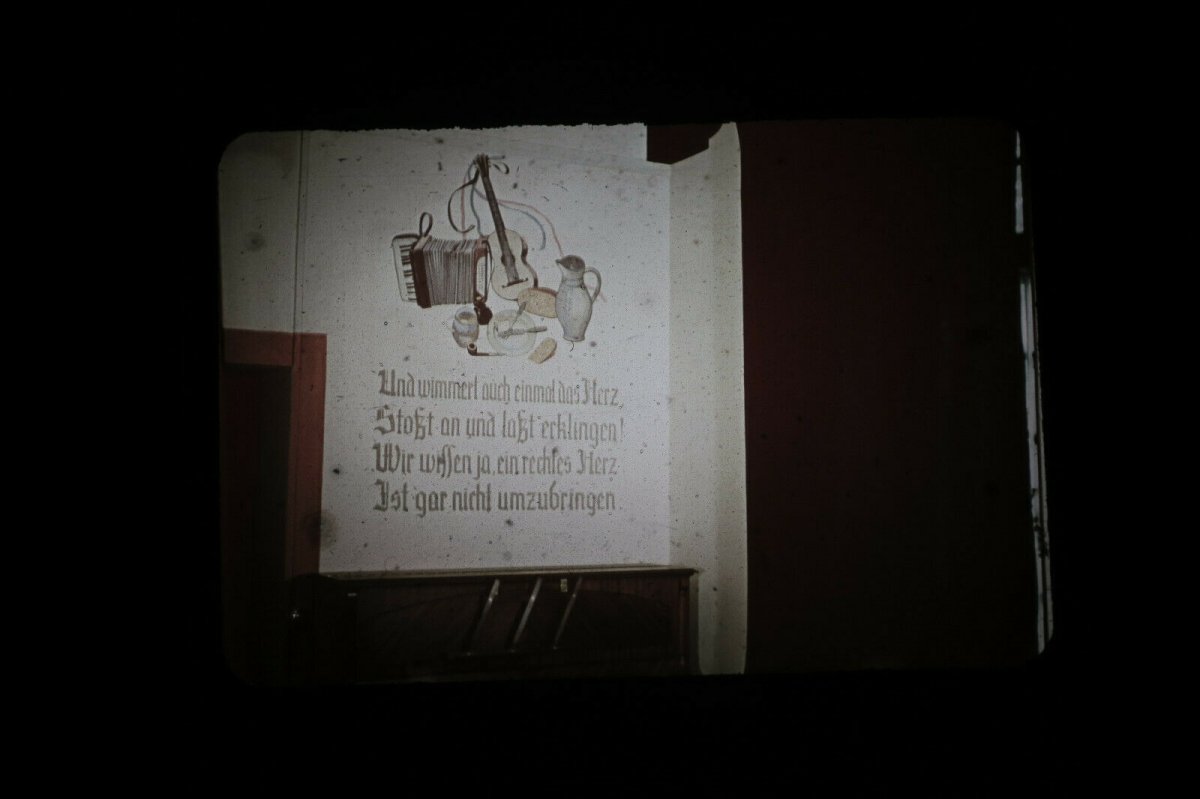 Und wimmert auch einmal das Herz,
Stoßt an und laßt erklingen!
Wir wissen ja, ein rechtes Herz
Ist gar nicht umzubringen.